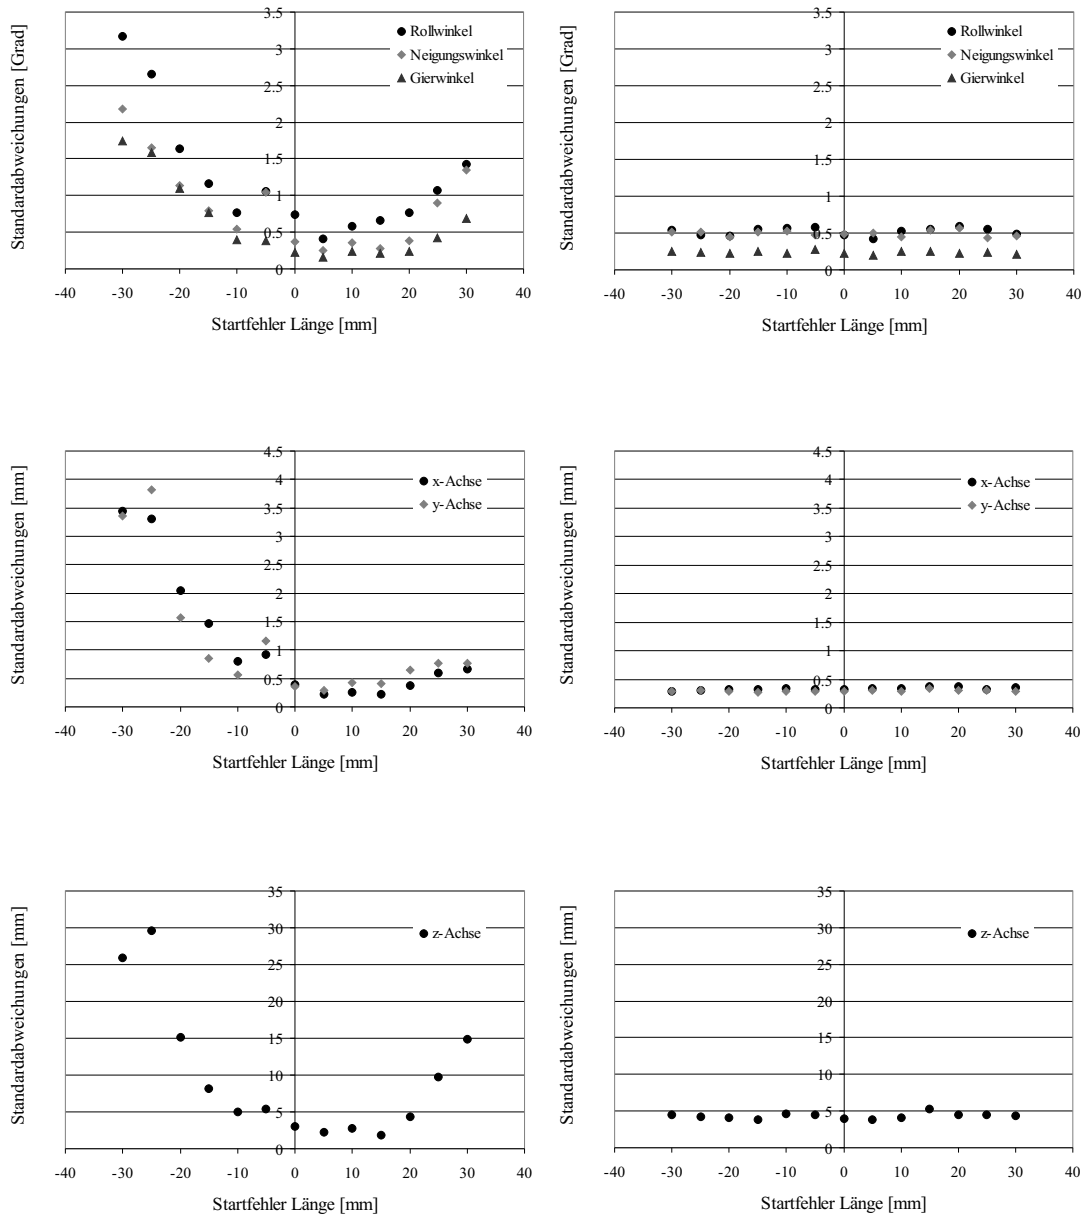 3.5
3
2.5
2
1.5
1
0.5
0
-40 -30 -20 -10 0 10 20 30 40
Standardabweichungen [Grad]
Startfehler Länge [mm]
Rollwinkel
Neigungswinkel
Gierwinkel
3.5
3
2.5
2
1.5
1
0.5
0
-40 -30 -20 -10 0 10 20 30 40
Standardabweichungen [Grad]
Startfehler Länge [mm]
Rollwinkel
Neigungswinkel
Gierwinkel
4.5
4
3.5
3
2.5
2
1.5
1
0.5
0
-40 -30 -20 -10 0 10 20 30 40
Standardabweichungen [mm]
Startfehler Länge [mm]
x-Achse
y-Achse
4.5
4
3.5
3
2.5
2
1.5
1
0.5
0
-40 -30 -20 -10 0 10 20 30 40
Standardabweichungen [mm]
Startfehler Länge [mm]
x-Achse
y-Achse
35
30
25
20
15
10
5
0
-40 -30 -20 -10 0 10 20 30 40
Standardabweichungen [mm]
Startfehler Länge [mm]
z-Achse
35
30
25
20
15
10
5
0
-40 -30 -20 -10 0 10 20 30 40
Standardabweichungen [mm]
Startfehler Länge [mm]
z-Achse